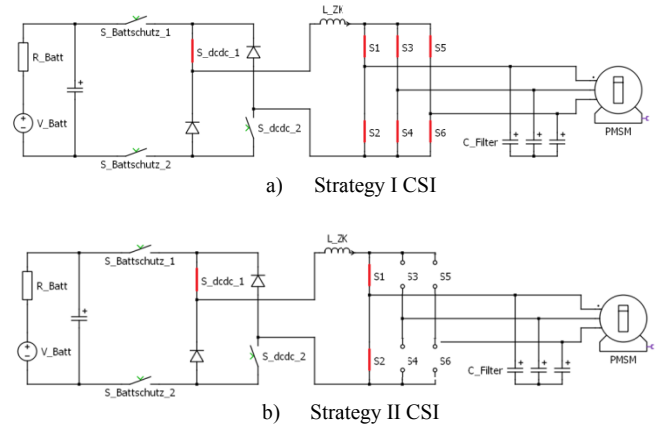 L_ZK
S_Battschutz_1
S_dcdc_1
S1 S3 S5
R_Batt
V_Batt
S_dcdc_2
S2 S4 S6
C_Filter
PMSM
S_Battschutz_2
a) Strategy I CSI
L_ZK
S_Battschutz_1
S_dcdc_1
S1 S3 S5
R_Batt
V_Batt
S_dcdc_2
S2 S4 S6
C_Filter
PMSM
S_Battschutz_2
b) Strategy II CSI